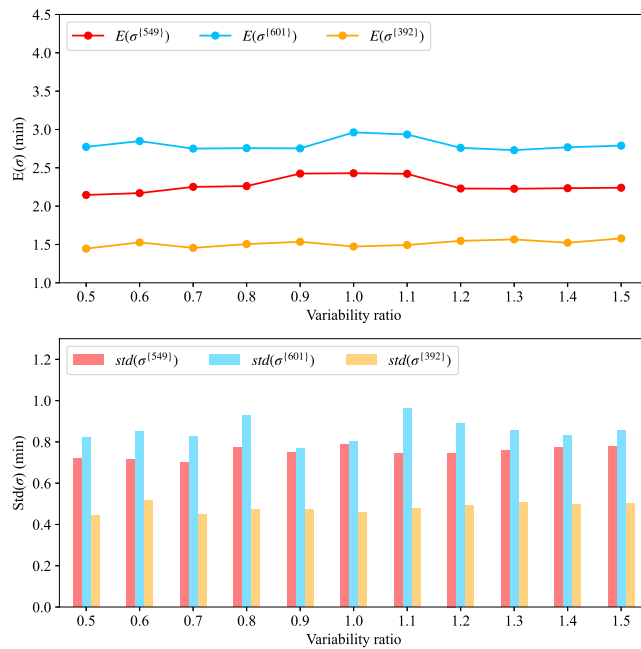 4.5
4.0
3.5
3.0
2.5
2.0
1.5
1.0
E(σ) (min)
E(σ^{549}) E(σ^{601}) E(σ^{392})
0.5 0.6 0.7 0.8 0.9 1.0 1.1 1.2 1.3 1.4 1.5
Variability ratio
1.2
1.0
0.8
0.6
0.4
0.2
0.0
Std(σ) (min)
std(σ^{549}) std(σ^{601}) std(σ^{392})
0.5 0.6 0.7 0.8 0.9 1.0 1.1 1.2 1.3 1.4 1.5
Variability ratio